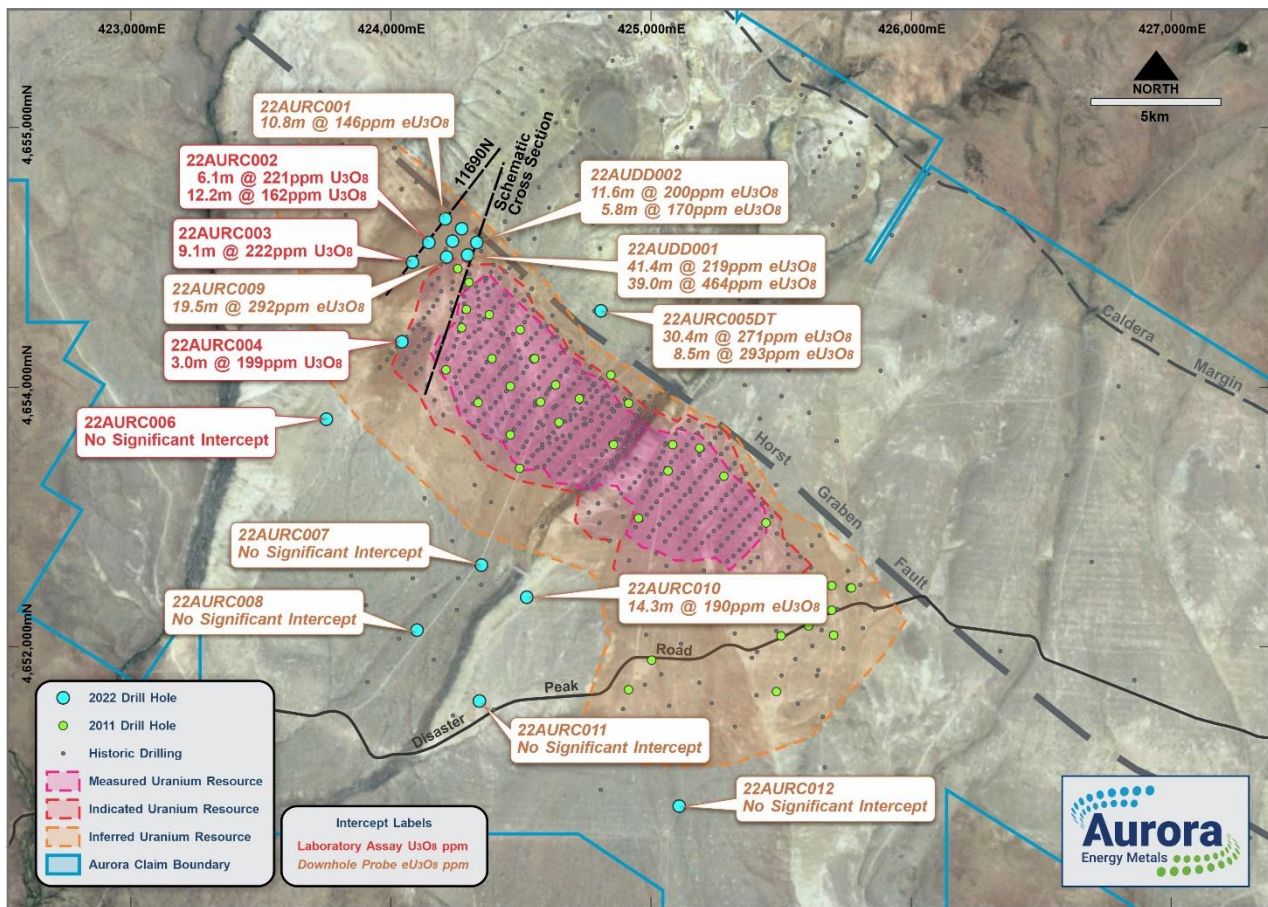 423,000mE
424,000mE
425,000mE
426,000mE
427,000mE
NORTH
5km
4,655,000mN
4,654,000mN
4,652,000mN
22AURC001
10.8m @ 146ppm eU₃O₈
11690N
Schematic
Cross Section
22AURC002
6.1m @ 221ppm U₃O₈
12.2m @ 162ppm U₃O₈
22AUDD002
11.6m @ 200ppm eU₃O₈
5.8m @ 170ppm eU₃O₈
22AURC003
9.1m @ 222ppm U₃O₈
22AUDD001
41.4m @ 219ppm eU₃O₈
39.0m @ 464ppm eU₃O₈
22AURC009
19.5m @ 292ppm eU₃O₈
22AURC005DT
30.4m @ 271ppm eU₃O₈
8.5m @ 293ppm eU₃O₈
22AURC004
3.0m @ 199ppm U₃O₈
Caldera
Margin
22AURC006
No Significant Intercept
Horst
Graben
Fault
22AURC007
No Significant Intercept
22AURC010
14.3m @ 190ppm eU₃O₈
22AURC008
No Significant Intercept
Disaster
Peak
Road
22AURC011
No Significant Intercept
22AURC012
No Significant Intercept
2022 Drill Hole
2011 Drill Hole
Historic Drilling
Measured Uranium Resource
Indicated Uranium Resource
Inferred Uranium Resource
Aurora Claim Boundary
Intercept Labels
Laboratory Assay U₃O₈ ppm
Downhole Probe eU₃O₈ ppm
Aurora
Energy Metals